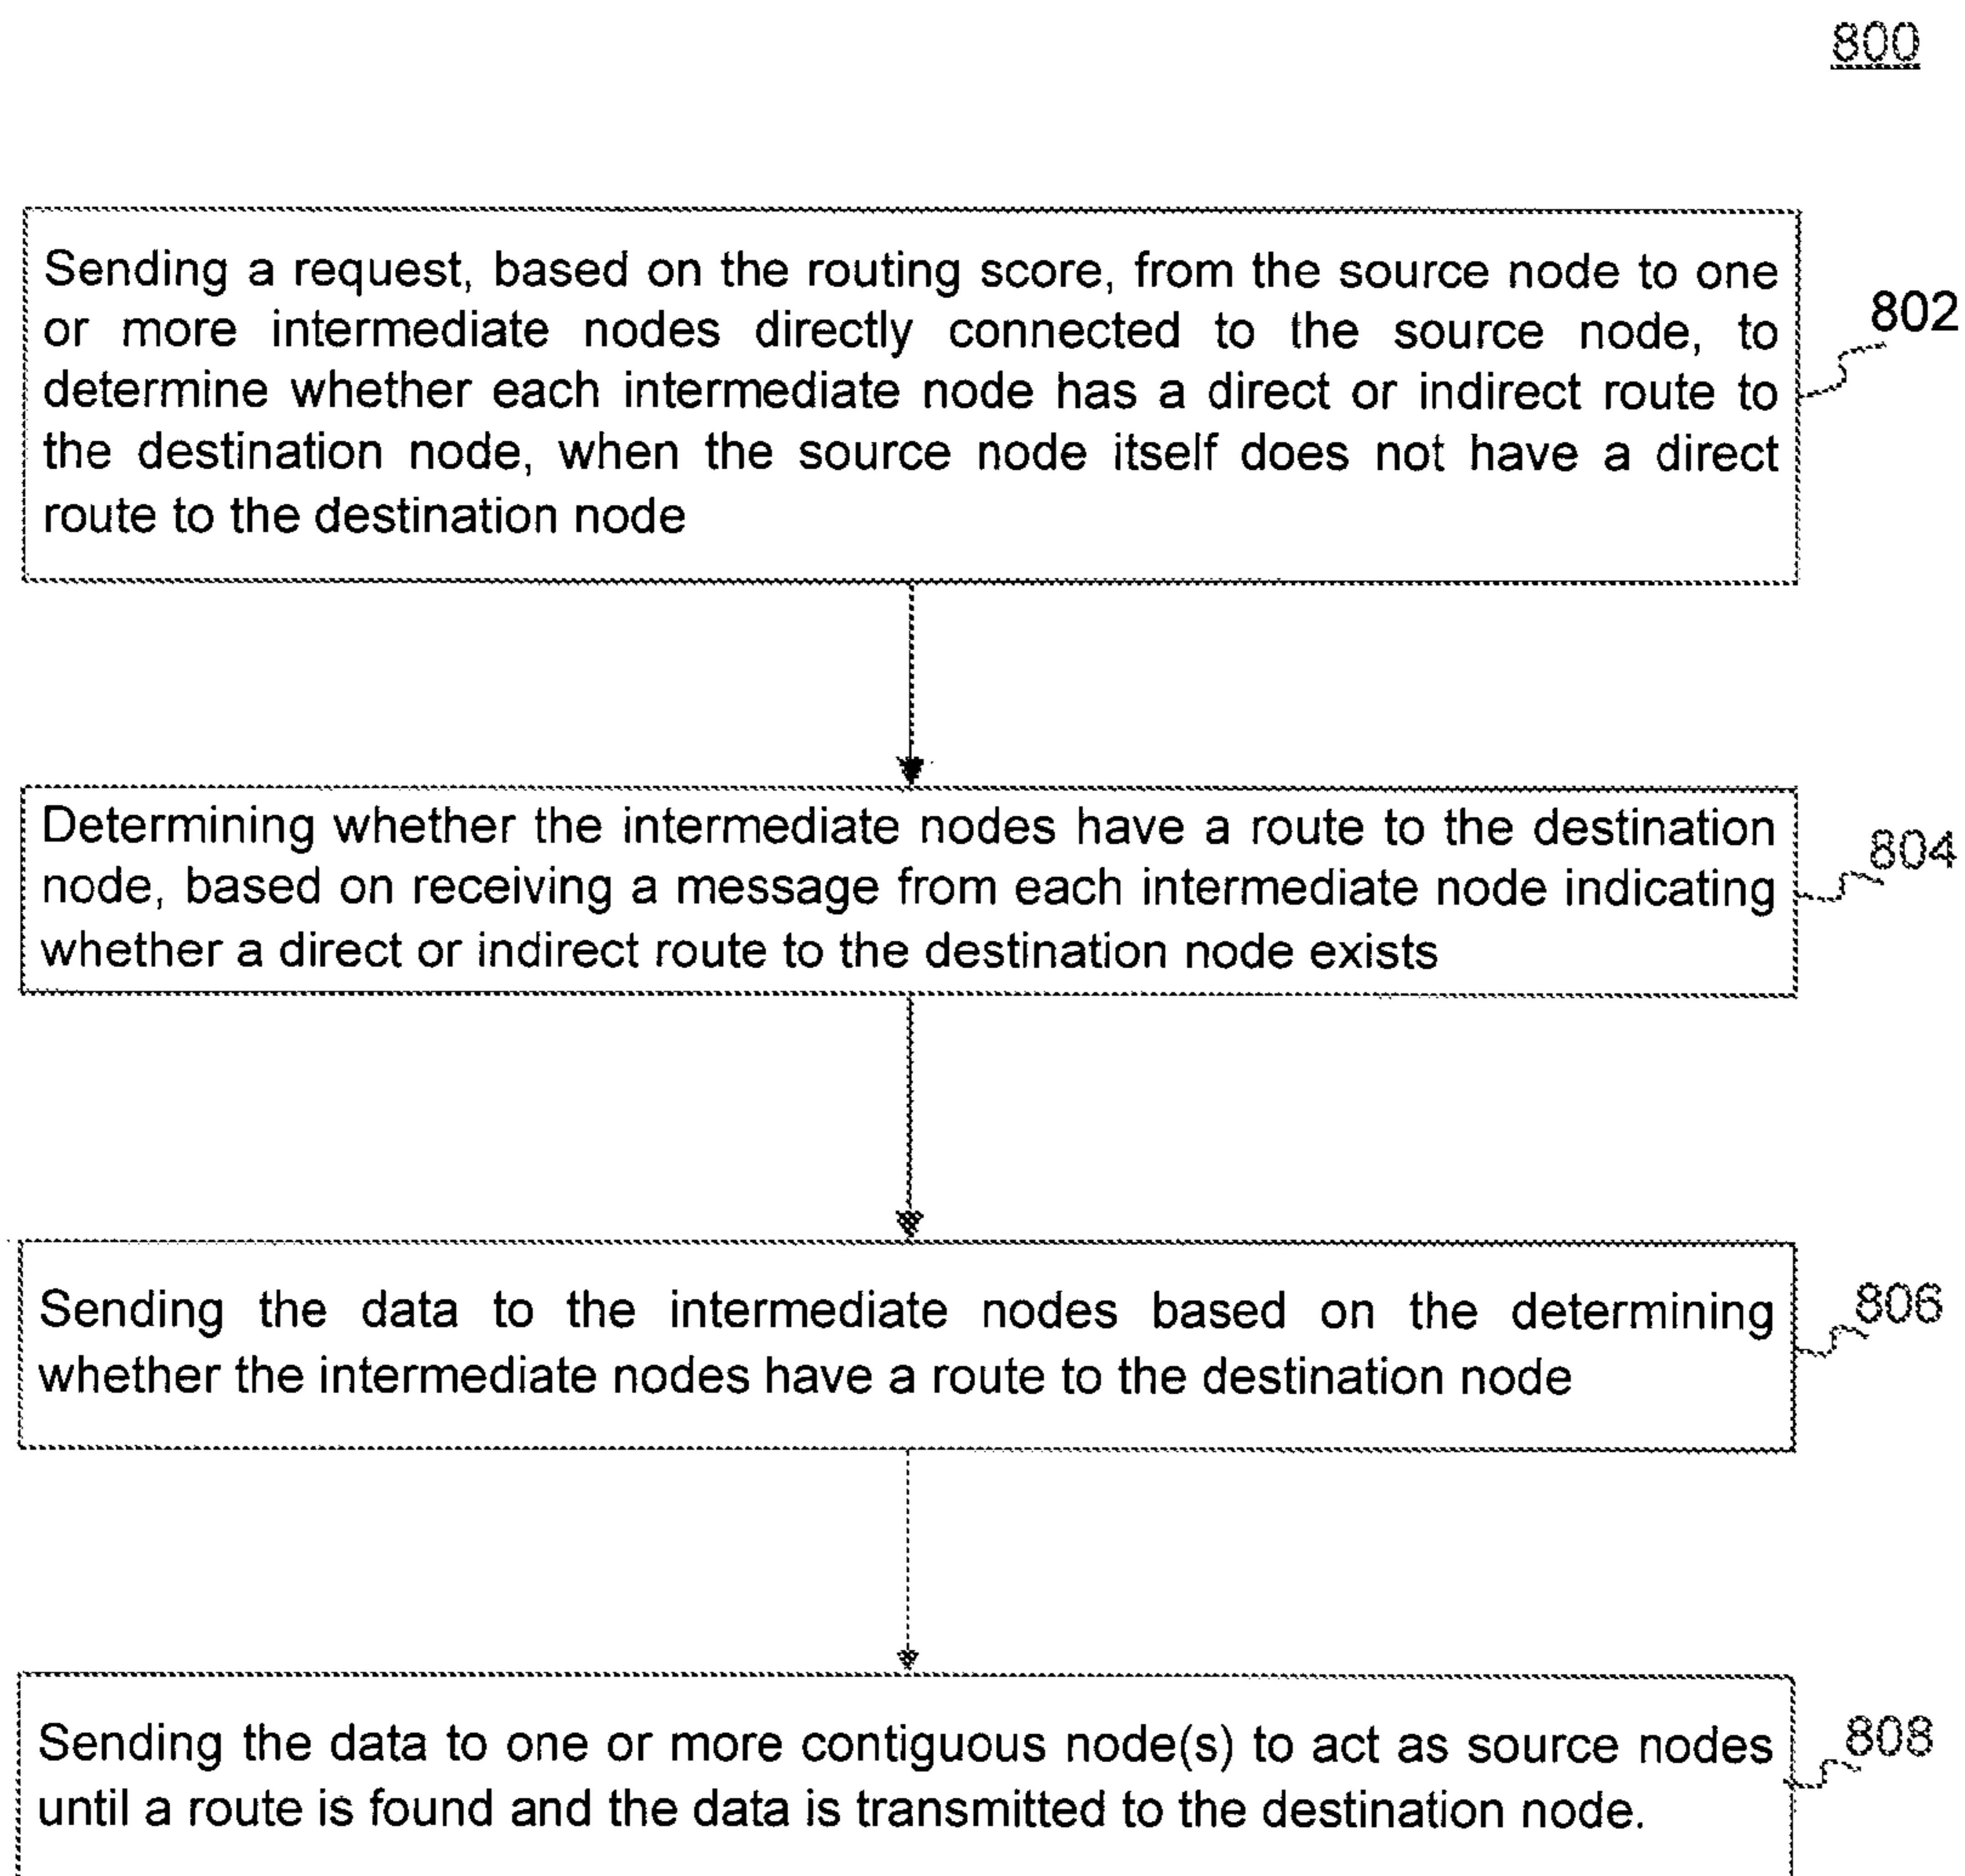 800
Sending a request, based on the routing score, from the source node to one
or more intermediate nodes directly connected to the source node, to
determine whether each intermediate node has a direct or indirect route to
the destination node, when the source node itself does not have a direct
route to the destination node
802
Determining whether the intermediate nodes have a route to the destination
node, based on receiving a message from each intermediate node indicating
whether a direct or indirect route to the destination node exists
804
Sending the data to the intermediate nodes based on the determining
whether the intermediate nodes have a route to the destination node
806
Sending the data to one or more contiguous node(s) to act as source nodes
until a route is found and the data is transmitted to the destination node.
808